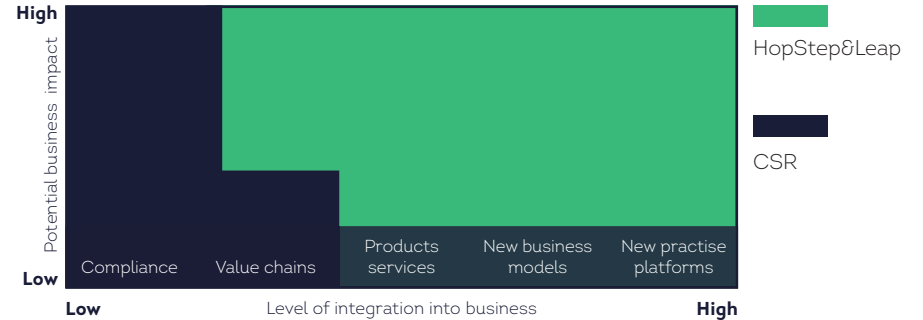 High
Potential business impact
Low
Compliance
Value chains
Products
services
New business
models
New practise
platforms
Low
Level of integration into business
High
HopStep&Leap
CSR